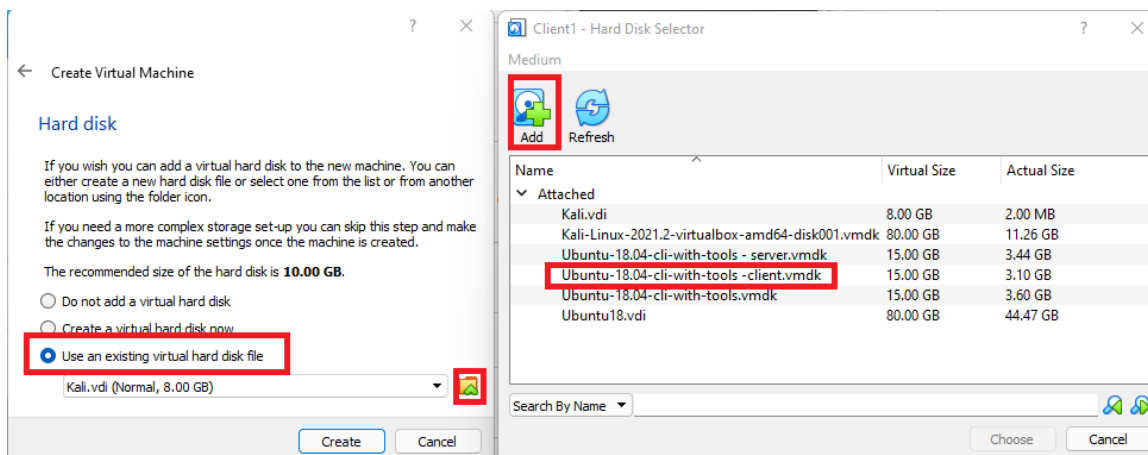 Create Virtual Machine
Hard disk
If you wish you can add a virtual hard disk to the new machine. You can
either create a new hard disk file or select one from the list or from another
location using the folder icon.
If you need a more complex storage set-up you can skip this step and make
the changes to the machine settings once the machine is created.
The recommended size of the hard disk is 10.00 GB.
Do not add a virtual hard disk
Create a virtual hard disk now
Use an existing virtual hard disk file
Kali.vdi (Normal, 8.00 GB)
Create Cancel
Client1 - Hard Disk Selector
Medium
Add Refresh
Name Virtual Size Actual Size
Attached
Kali.vdi 8.00 GB 2.00 MB
Kali-Linux-2021.2-virtualbox-amd64-disk001.vmdk 80.00 GB 11.26 GB
Ubuntu-18.04-cli-with-tools - server.vmdk 15.00 GB 3.44 GB
Ubuntu-18.04-cli-with-tools -client.vmdk 15.00 GB 3.10 GB
Ubuntu-18.04-cli-with-tools.vmdk 15.00 GB 3.60 GB
Ubuntu18.vdi 80.00 GB 44.47 GB
Search By Name
Choose Cancel